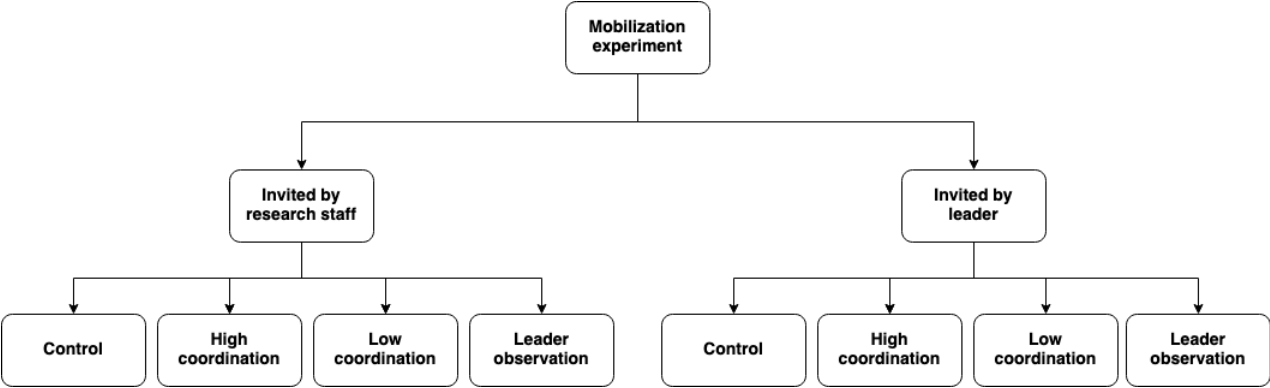 Mobilization
experiment
Invited by
research staff
Invited by
leader
Control
High
coordination
Low
coordination
Leader
observation
Control
High
coordination
Low
coordination
Leader
observation